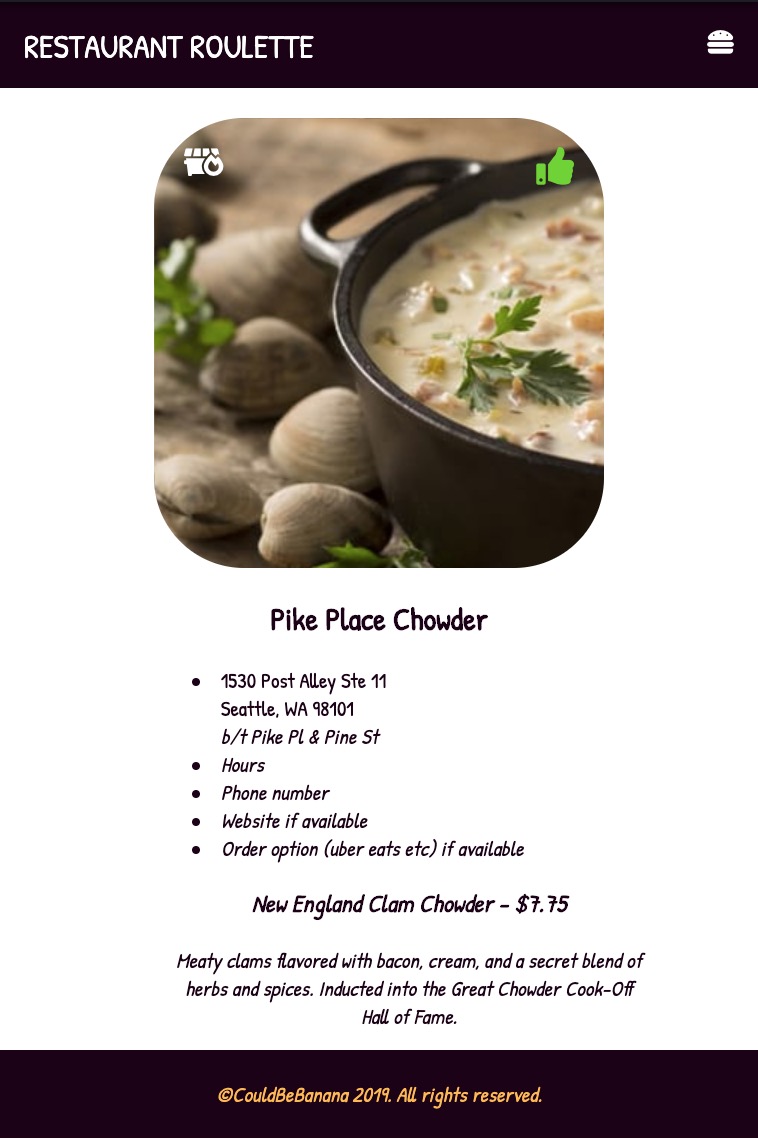 RESTAURANT ROULETTE
Pike Place Chowder
1530 Post Alley Ste 11
Seattle, WA 98101
b/t Pike Pl & Pine St
Hours
Phone number
Website if available
Order option (uber eats etc) if available
New England Clam Chowder - $7.75
Meaty clams flavored with bacon, cream, and a secret blend of
herbs and spices. Inducted into the Great Chowder Cook-Off
Hall of Fame.
©CouldBeBanana 2019. All rights reserved.